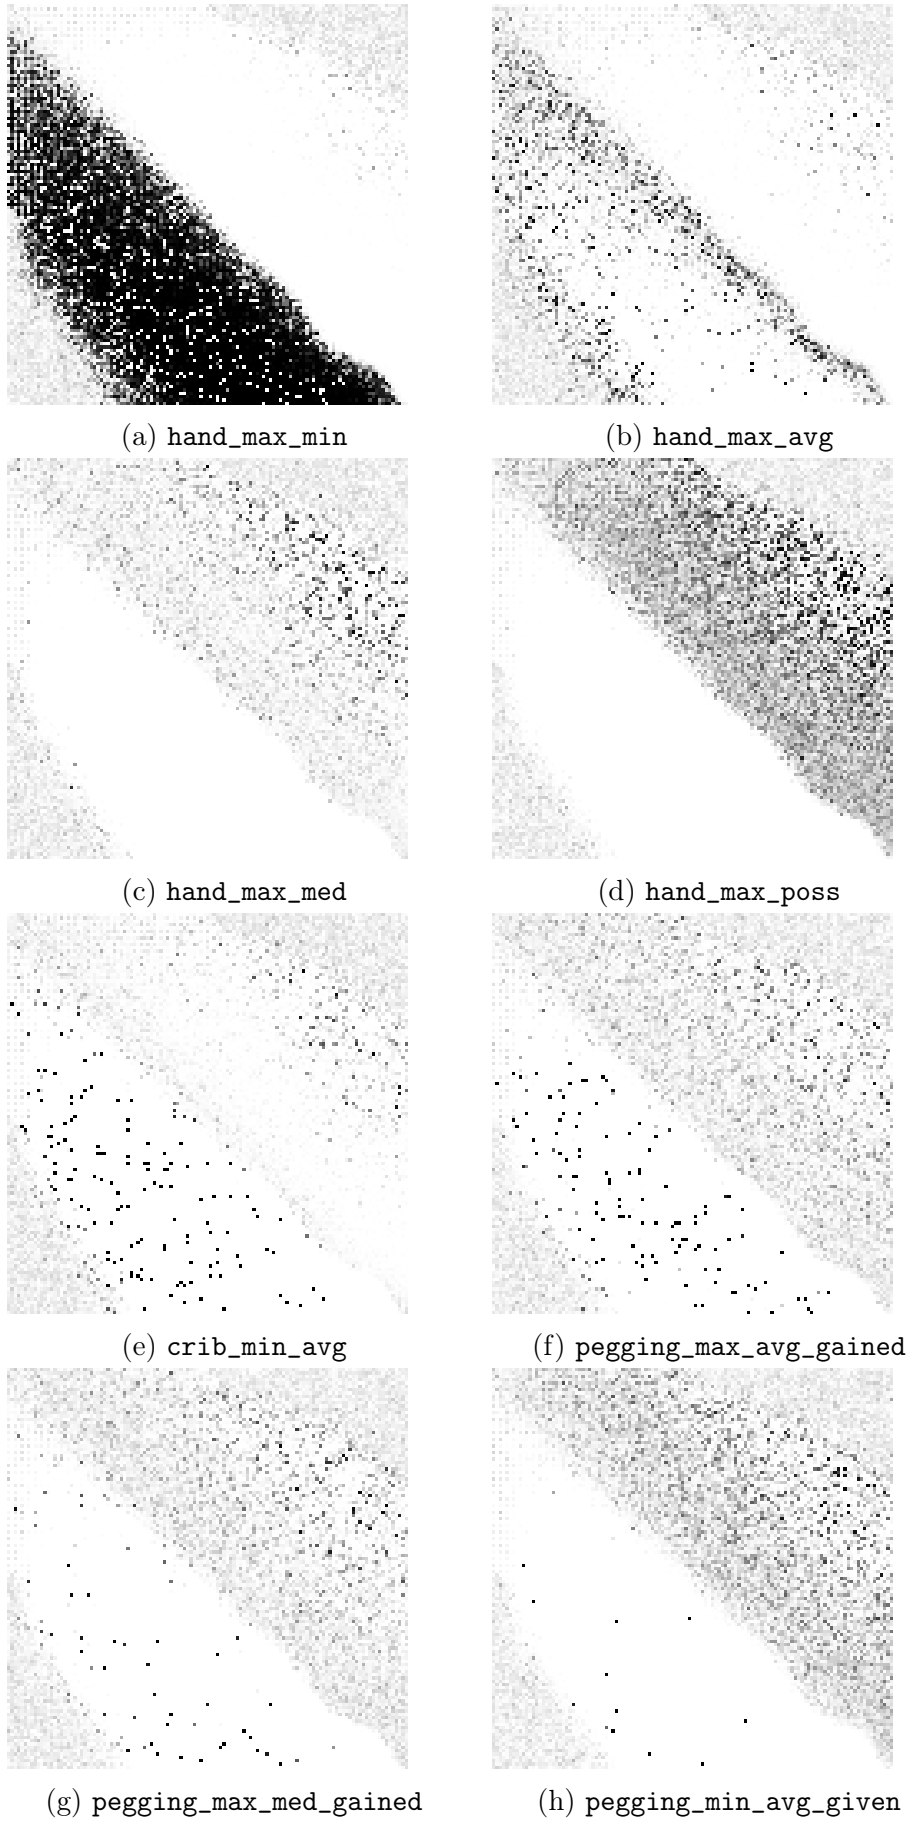 (a) hand_max_min
(b) hand_max_avg
(c) hand_max_med
(d) hand_max_poss
(e) crib_min_avg
(f) pegging_max_avg_gained
(g) pegging_max_med_gained
(h) pegging_min_avg_given